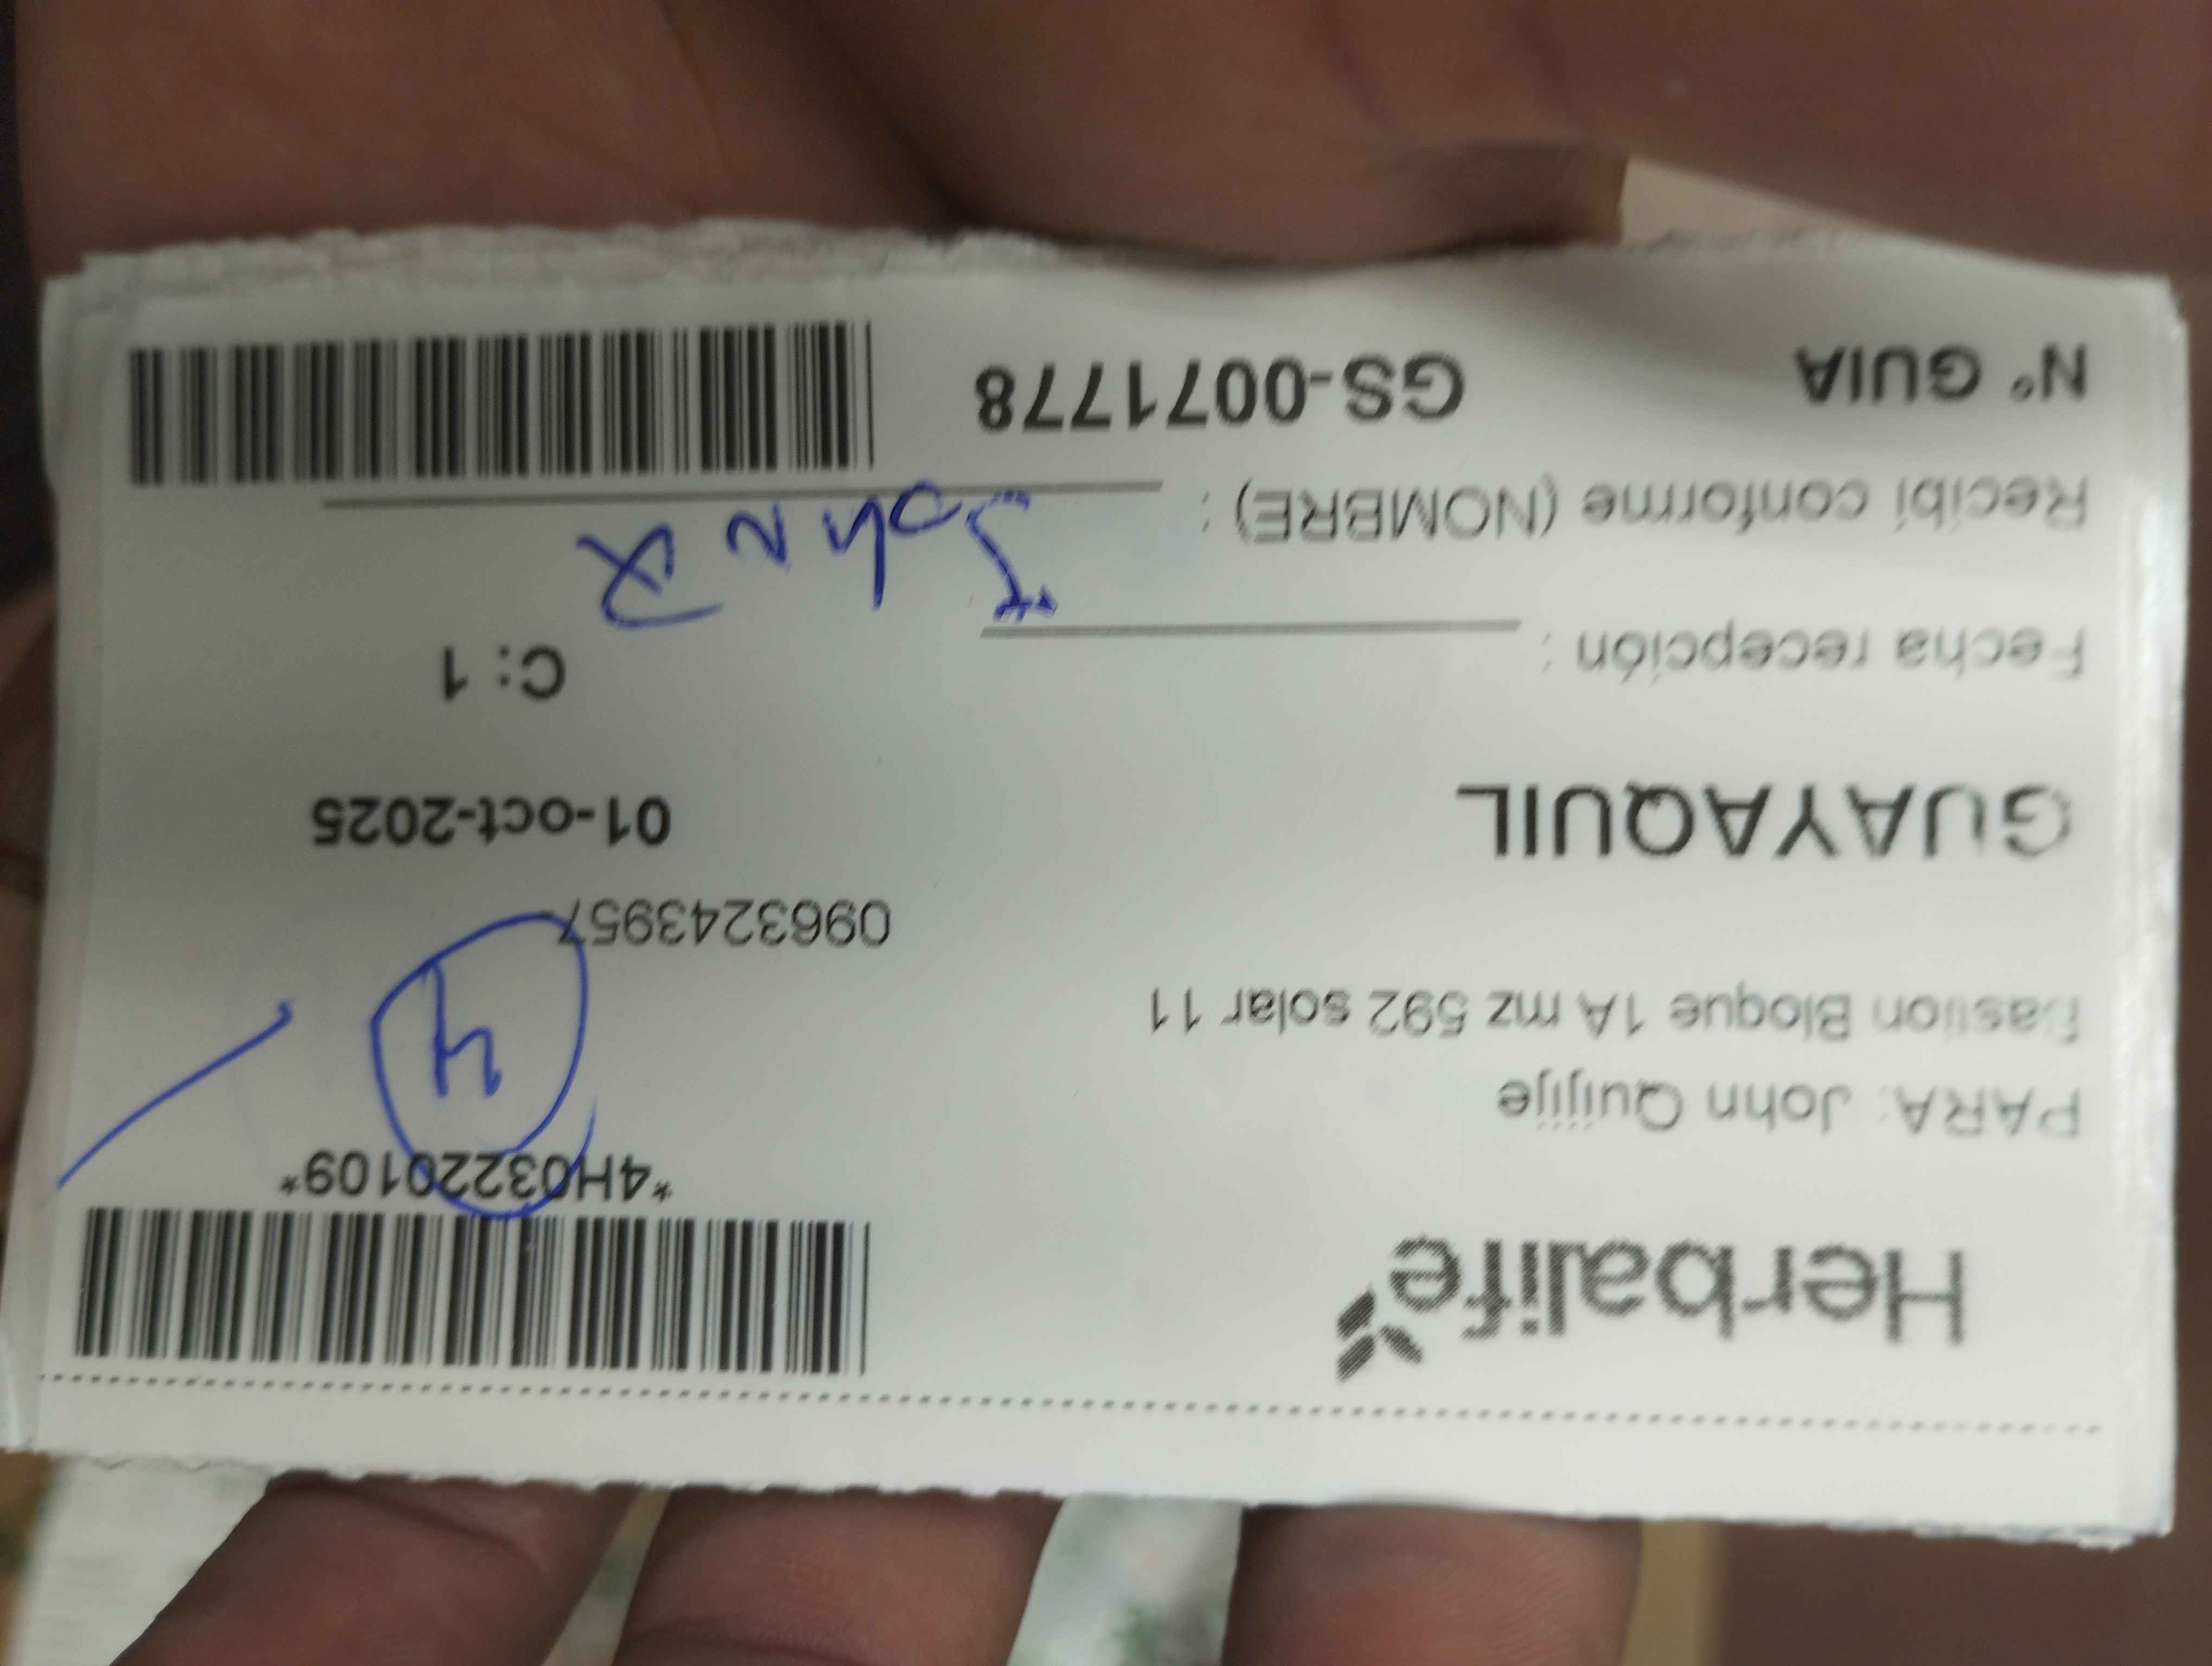 Herbalife
*4H03220109*
PARA: John Quijije
4
Bastion Bloque 1A mz 592 solar 11
0963243957-
GUAYAQUIL
01-oct-2025
Fecha recepción :
C: 1
Recibí conforme (NOMBRE) : John Q
N° GUIA GS-0071778